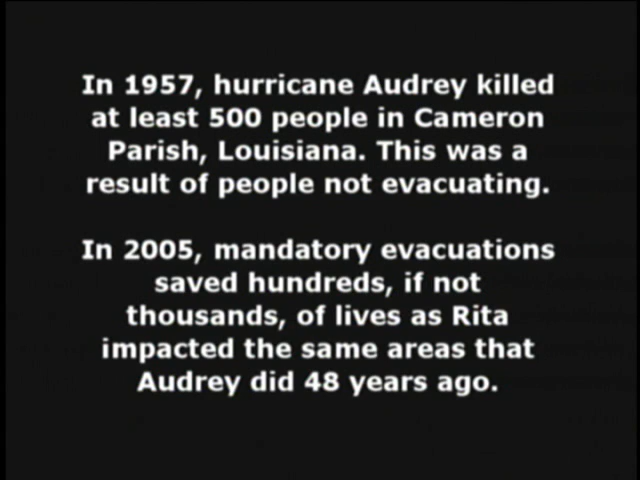 In 1957, hurricane Audrey killed
at least 500 people in Cameron
Parish, Louisiana. This was a
result of people not evacuating.
In 2005, mandatory evacuations
saved hundreds, if not
thousands, of lives as Rita
impacted the same areas that
Audrey did 48 years ago.